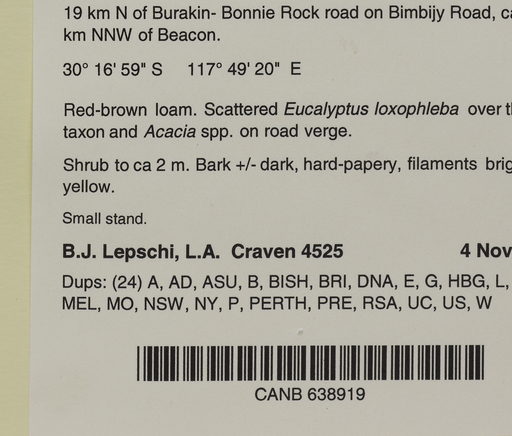 19 km N of Burakin- Bonnie Rock road on Bimbijy Road,
km NNW of Beacon.
30° 16' 59" S 117° 49' 20" E
Red-brown loam. Scattered Eucalyptus loxophleba over
taxon and Acacia spp. on road verge.
Shrub to ca 2 m. Bark +/- dark, hard-papery, filaments
yellow.
Small stand.
B.J. Lepschi, L.A. Craven 4525 4 Nov
Dups: (24) A, AD, ASU, B, BISH, BRI, DNA, E, G, HBG, L,
MEL, MO, NSW, NY, P, PERTH, PRE, RSA, UC, US, W
CANB 638919